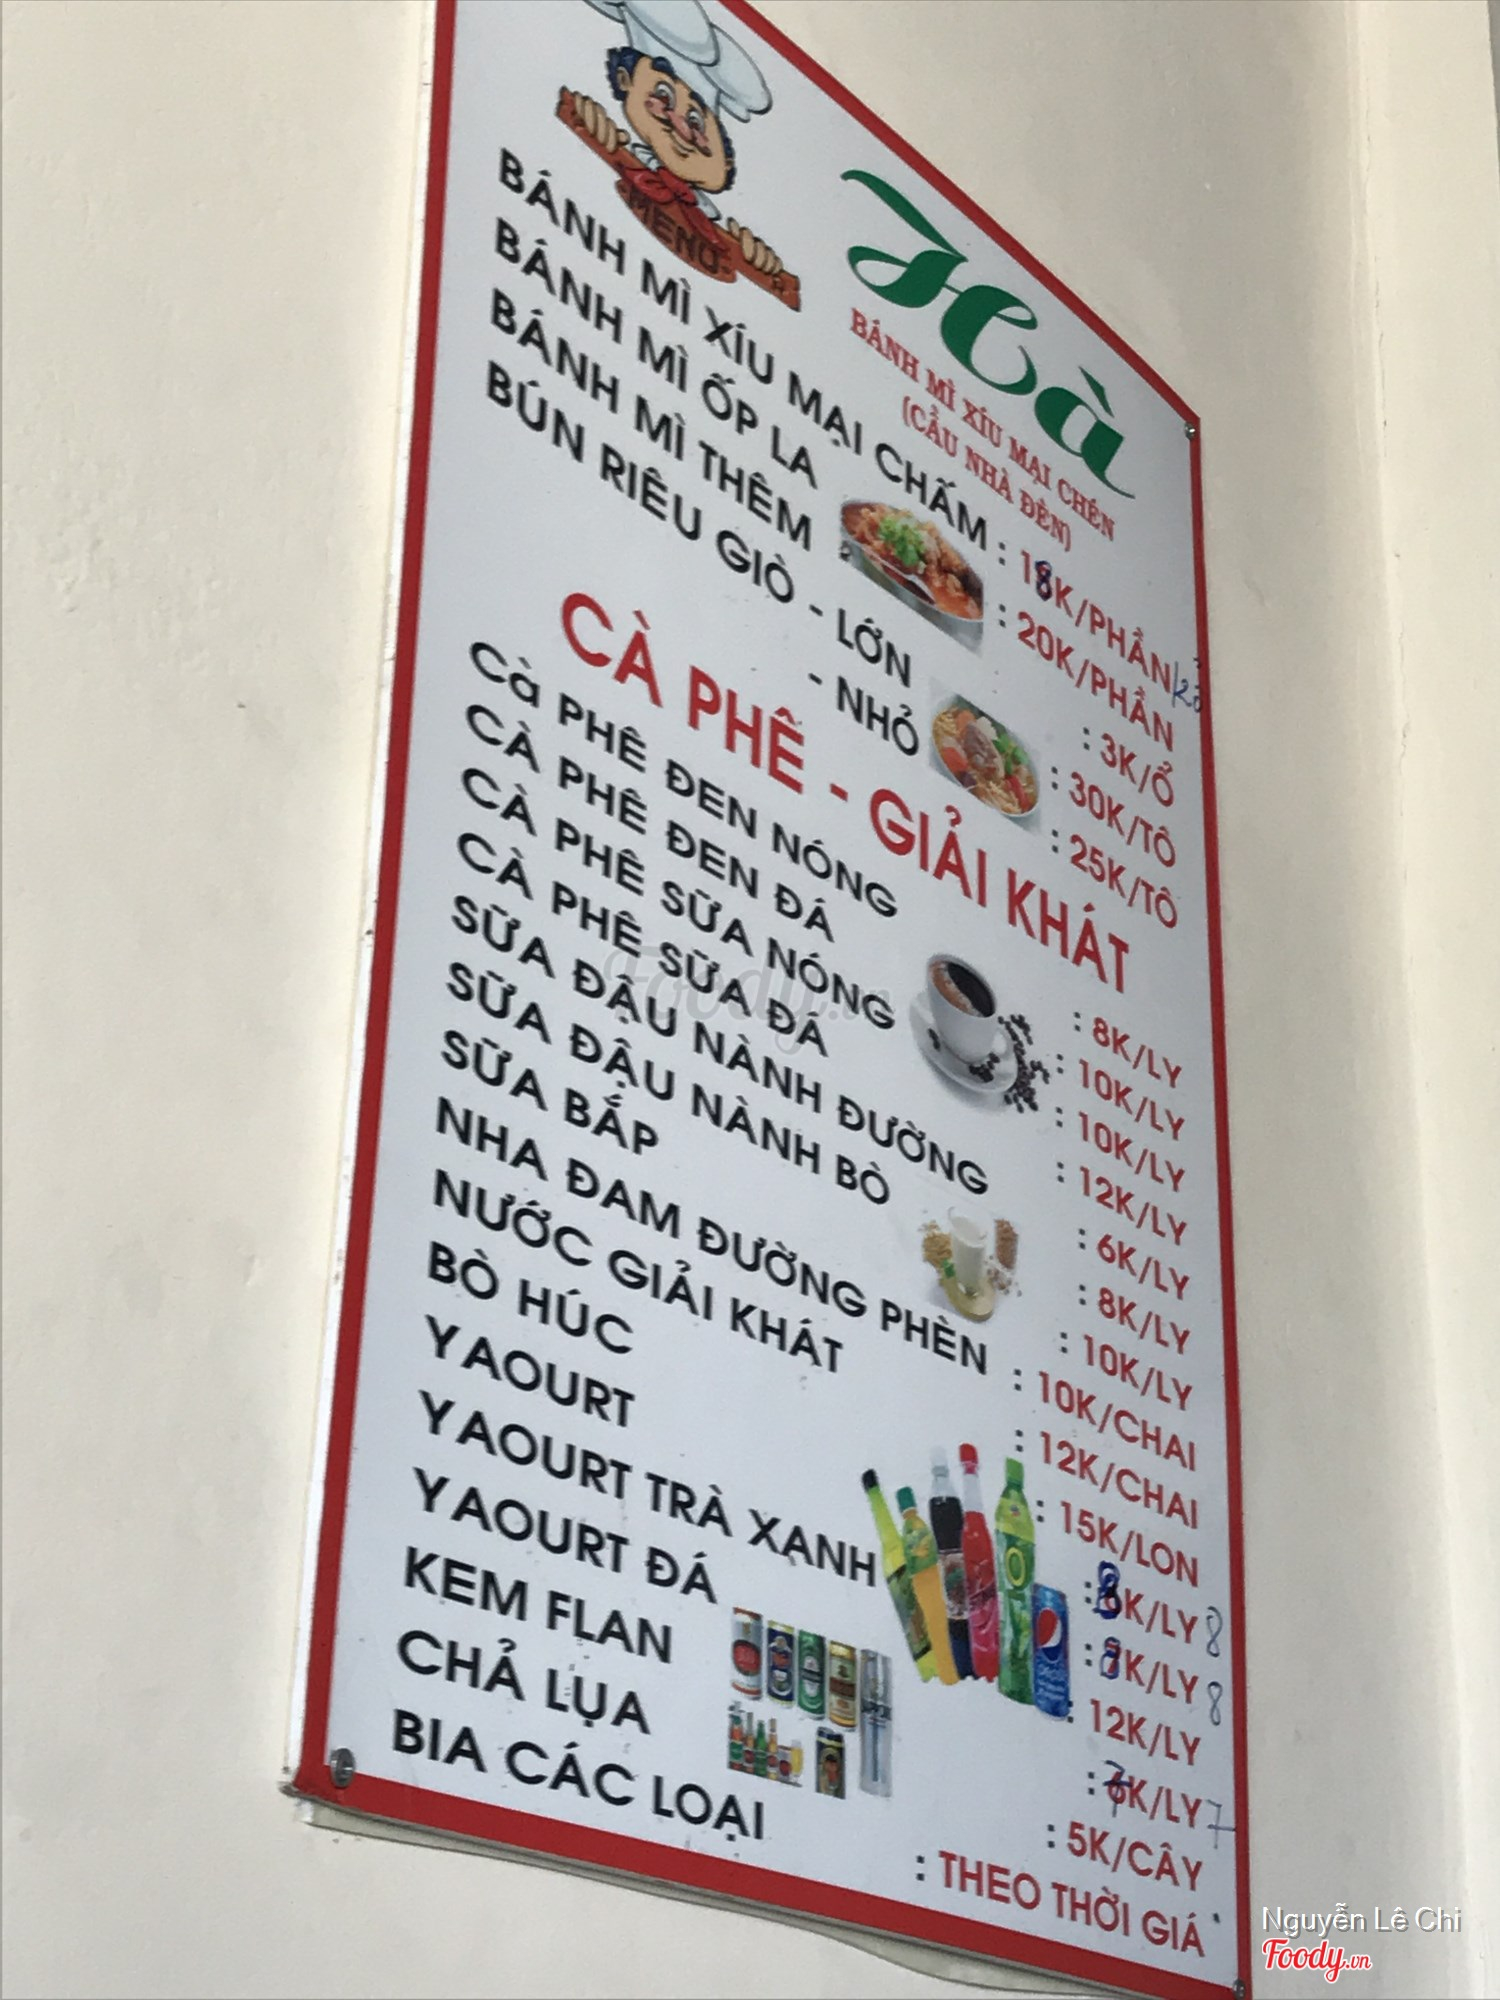 MENU
Hà
BÁNH MÌ XÍU MẠI CHÉN
(CẦU NHÀ ĐÈN)
BÁNH MÌ XÍU MẠI CHẤM : 18K/PHẦN
BÁNH MÌ ỐP LA : 20K/PHẦN
BÁNH MÌ THÊM : 3K/Ổ
BÚN RIÊU GIÒ - LỚN : 30K/TÔ
- NHỎ : 25K/TÔ
CÀ PHÊ - GIẢI KHÁT
Cà PHÊ ĐEN NÓNG : 8K/LY
CÀ PHÊ ĐEN ĐÁ : 10K/LY
CÀ PHÊ SỮA NÓNG : 10K/LY
CÀ PHÊ SỮA ĐÁ : 12K/LY
SỮA ĐẬU NÀNH ĐƯỜNG : 6K/LY
SỮA ĐẬU NÀNH BÒ : 8K/LY
SỮA BẮP : 10K/LY
NHA ĐAM ĐƯỜNG PHÈN : 10K/CHAI
NƯỚC GIẢI KHÁT : 12K/CHAI
BÒ HÚC : 15K/LON
YAOURT : 8K/LY 8
YAOURT TRÀ XANH : 8K/LY 8
YAOURT ĐÁ : 12K/LY
KEM FLAN : 7K/LY 7
CHẢ LỤA : 5K/CÂY
BIA CÁC LOẠI : THEO THỜI GIÁ
Foody.vn
Nguyễn Lê Chi
Foody.vn